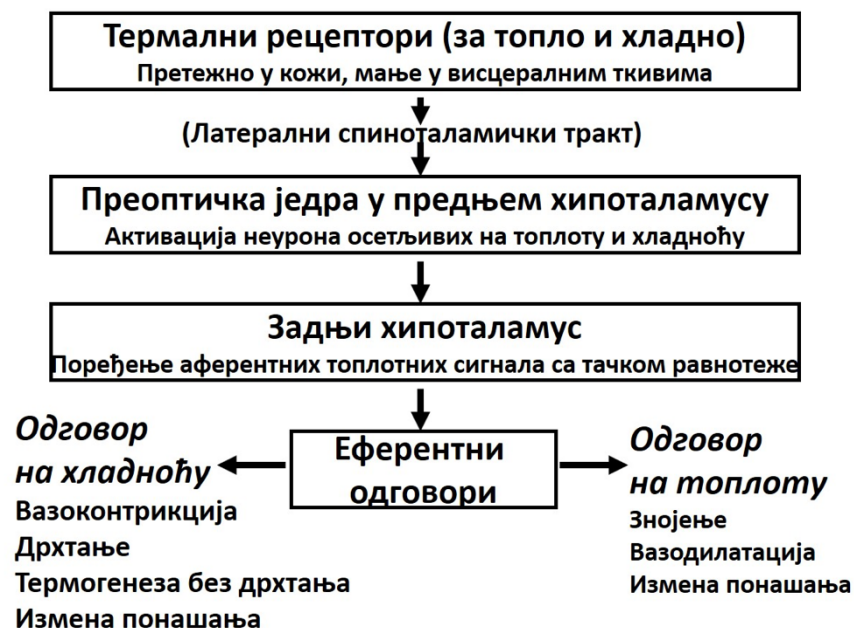 Термални рецептори (за топло и хладно)
Претежно у кожи, мање у висцералним ткивима
(Латерални спиноталамички тракт)
Преоптичка једра у предњем хипоталамусу
Активација неурона осетљивих на топлоту и хладноћу
Задњи хипоталамус
Поређење аферентних топлотних сигнала са тачком равнотеже
Еферентни
одговори
Одговор
на хладноћу
Вазоконтрикција
Дрхтање
Термогенеза без дрхтања
Измена понашања
Одговор
на топлоту
Знојење
Вазодилатација
Измена понашања